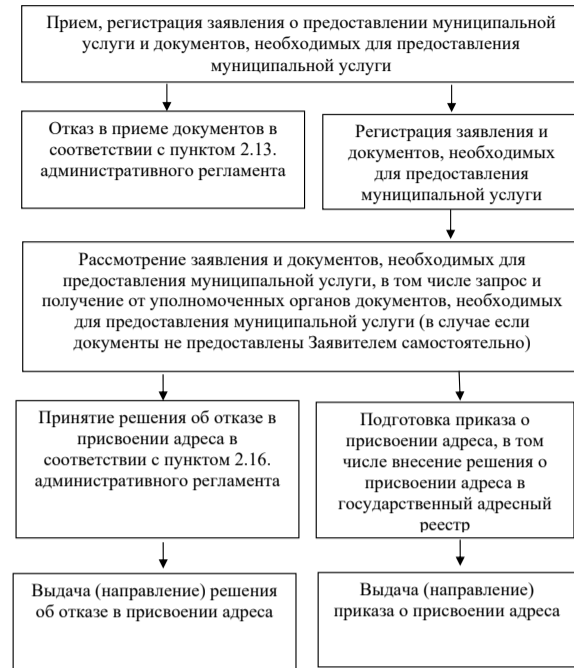 Прием, регистрация заявления о предоставлении муниципальной
услуги и документов, необходимых для предоставления
муниципальной услуги
Отказ в приеме документов в
соответствии с пунктом 2.13.
административного регламента
Регистрация заявления и
документов, необходимых
для предоставления
муниципальной услуги
Рассмотрение заявления и документов, необходимых для
предоставления муниципальной услуги, в том числе запрос и
получение от уполномоченных органов документов, необходимых
для предоставления муниципальной услуги (в случае если
документы не предоставлены Заявителем самостоятельно)
Принятие решения об отказе в
присвоении адреса в
соответствии с пунктом 2.16.
административного регламента
Подготовка приказа о
присвоении адреса, в том
числе внесение решения о
присвоении адреса в
государственный адресный
реестр
Выдача (направление) решения
об отказе в присвоении адреса
Выдача (направление)
приказа о присвоении адреса